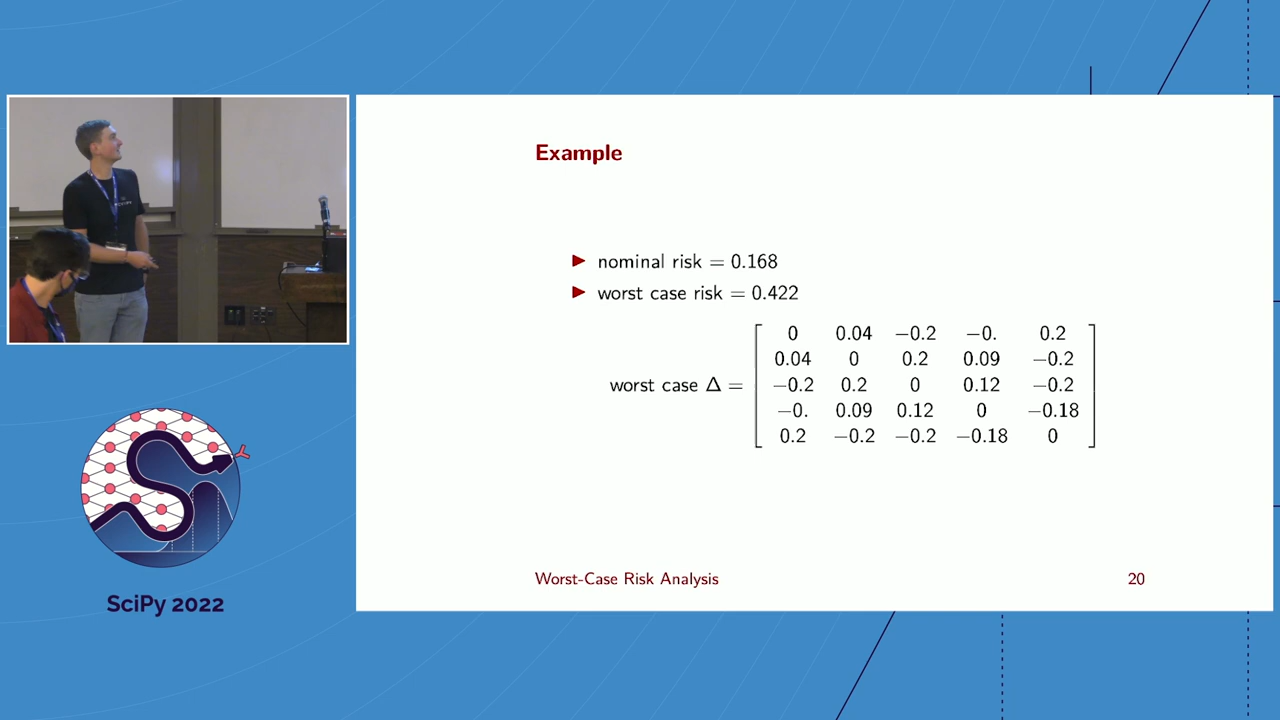 Example
▶ nominal risk = 0.168
▶ worst case risk = 0.422
worst case Δ =
0 0.04 −0.2 −0. 0.2
0.04 0 0.2 0.09 −0.2
−0.2 0.2 0 0.12 −0.2
−0. 0.09 0.12 0 −0.18
0.2 −0.2 −0.2 −0.18 0
Worst-Case Risk Analysis 20
SciPy 2022